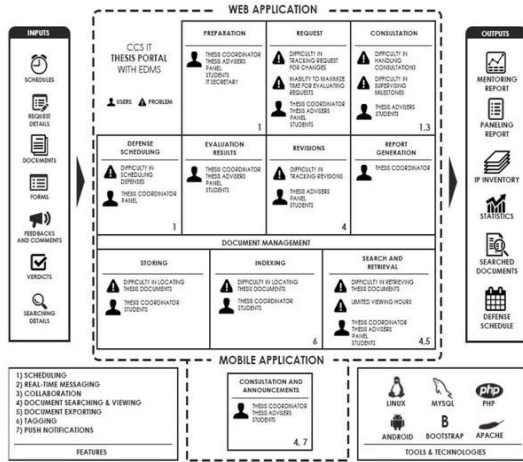 WEB APPLICATION
INPUTS
SCHEDULES
REQUEST
DETAILS
DOCUMENTS
FORMS
FEEDBACKS
AND COMMENTS
VERDICTS
SEARCHING
DETAILS
CCS IT
THESIS PORTAL
WITH EDMS
USERS
PROBLEM
PREPARATION
THESIS COORDINATOR
THESIS ADVISERS
PANEL
STUDENTS
IT SECRETARY
1
REQUEST
DIFFICULTY IN
TRACKING REQUEST
FOR CHANGES
INABILITY TO MAXIMIZE
TIME FOR EVALUATING
REQUESTS
THESIS COORDINATOR
THESIS ADVISERS
PANEL
STUDENTS
CONSULTATION
DIFFICULTY IN
HANDLING
CONSULTATIONS
DIFFICULTY IN
SUPERVISING
MILESTONES
THESIS ADVISERS
STUDENTS
1,3
DEFENSE
SCHEDULING
DIFFICULTY IN
SCHEDULING
DEFENSES
THESIS COORDINATOR
PANEL
1
EVALUATION
RESULTS
THESIS COORDINATOR
THESIS ADVISERS
PANEL
STUDENTS
REVISIONS
DIFFICULTY IN
TRACKING REVISIONS
THESIS ADVISERS
PANEL
STUDENTS
4
REPORT
GENERATION
THESIS COORDINATOR
DOCUMENT MANAGEMENT
STORING
DIFFICULTY IN LOCATING
THESIS DOCUMENTS
THESIS COORDINATOR
STUDENTS
INDEXING
DIFFICULTY IN LOCATING
THESIS DOCUMENTS
THESIS COORDINATOR
STUDENTS
6
SEARCH AND
RETRIEVAL
DIFFICULTY IN RETRIEVING
THESIS DOCUMENTS
LIMITED VIEWING HOURS
THESIS COORDINATOR
THESIS ADVISERS
PANEL
STUDENTS
4,5
OUTPUTS
MENTORING
REPORT
PANELING
REPORT
IP INVENTORY
STATISTICS
SEARCHED
DOCUMENTS
DEFENSE
SCHEDULE
MOBILE APPLICATION
CONSULTATION AND
ANNOUNCEMENTS
THESIS COORDINATOR
THESIS ADVISERS
STUDENTS
4, 7
1) SCHEDULING
2) REAL-TIME MESSAGING
3) COLLABORATION
4) DOCUMENT SEARCHING & VIEWING
5) DOCUMENT EXPORTING
6) TAGGING
7) PUSH NOTIFICATIONS
FEATURES
php
LINUX
MYSQL
PHP
B
ANDROID
BOOTSTRAP
APACHE
TOOLS & TECHNOLOGIES